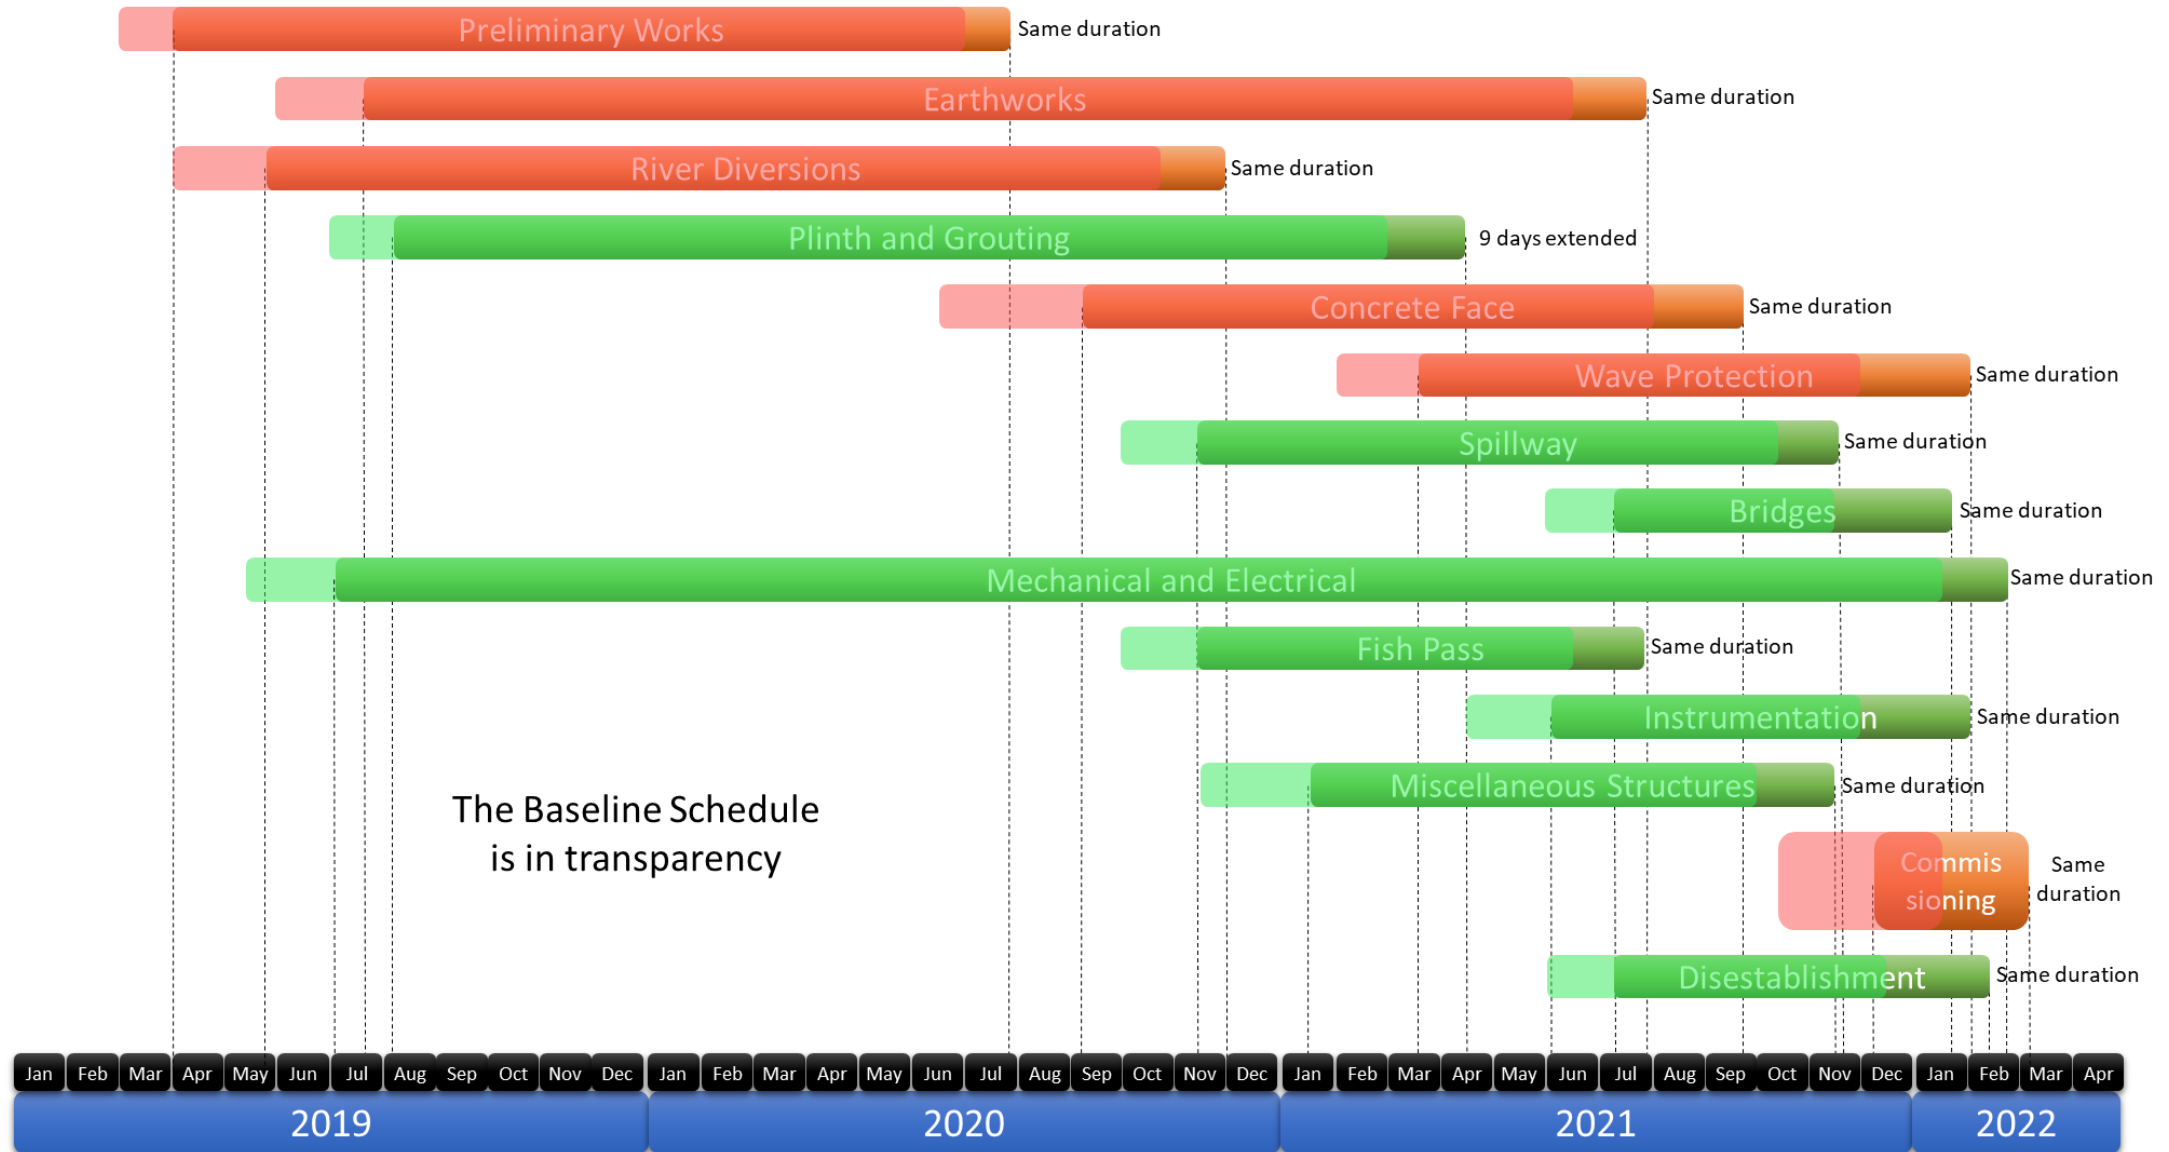 Preliminary Works Same duration
Earthworks Same duration
River Diversions Same duration
Plinth and Grouting 9 days extended
Concrete Face Same duration
Wave Protection Same duration
Spillway Same duration
Bridges Same duration
Mechanical and Electrical Same duration
Fish Pass Same duration
Instrumentation Same duration
Miscellaneous Structures Same duration
The Baseline Schedule
is in transparency
Commis
sioning
Same
duration
Disestablishment Same duration
Jan Feb Mar Apr May Jun Jul Aug Sep Oct Nov Dec Jan Feb Mar Apr May Jun Jul Aug Sep Oct Nov Dec Jan Feb Mar Apr May Jun Jul Aug Sep Oct Nov Dec Jan Feb Mar Apr
2019 2020 2021 2022